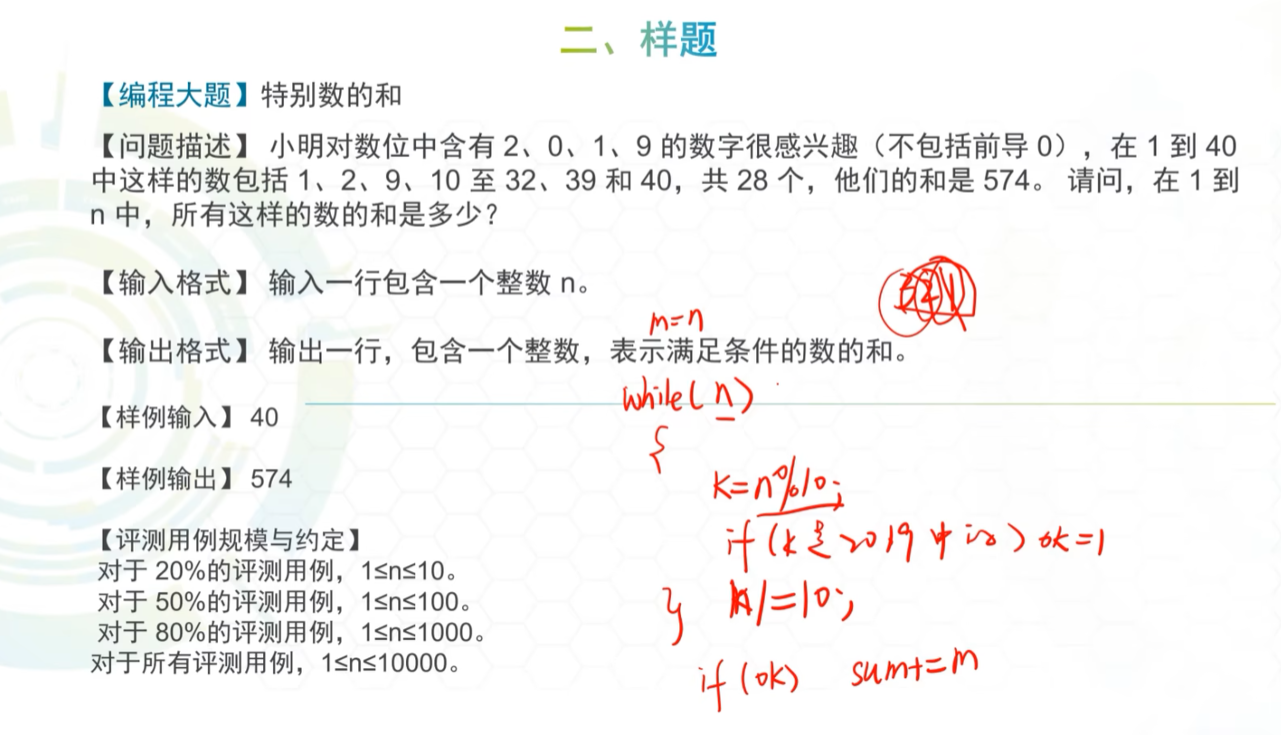 二、样题
【编程大题】特别数的和
【问题描述】 小明对数位中含有 2、0、1、9 的数字很感兴趣（不包括前导 0），在 1 到 40
中这样的数包括 1、2、9、10 至 32、39 和 40，共 28 个，他们的和是 574。 请问，在 1 到
n 中，所有这样的数的和是多少？
【输入格式】 输入一行包含一个整数 n。
m=n
【输出格式】 输出一行，包含一个整数，表示满足条件的数的和。
while(n)
【样例输入】 40
{
【样例输出】 574
k=n%10;
【评测用例规模与约定】
if(k是2019中) ok=1
对于 20%的评测用例，1≤n≤10。
对于 50%的评测用例，1≤n≤100。
} n/=10;
对于 80%的评测用例，1≤n≤1000。
对于所有评测用例，1≤n≤10000。
if(ok) sum+=m